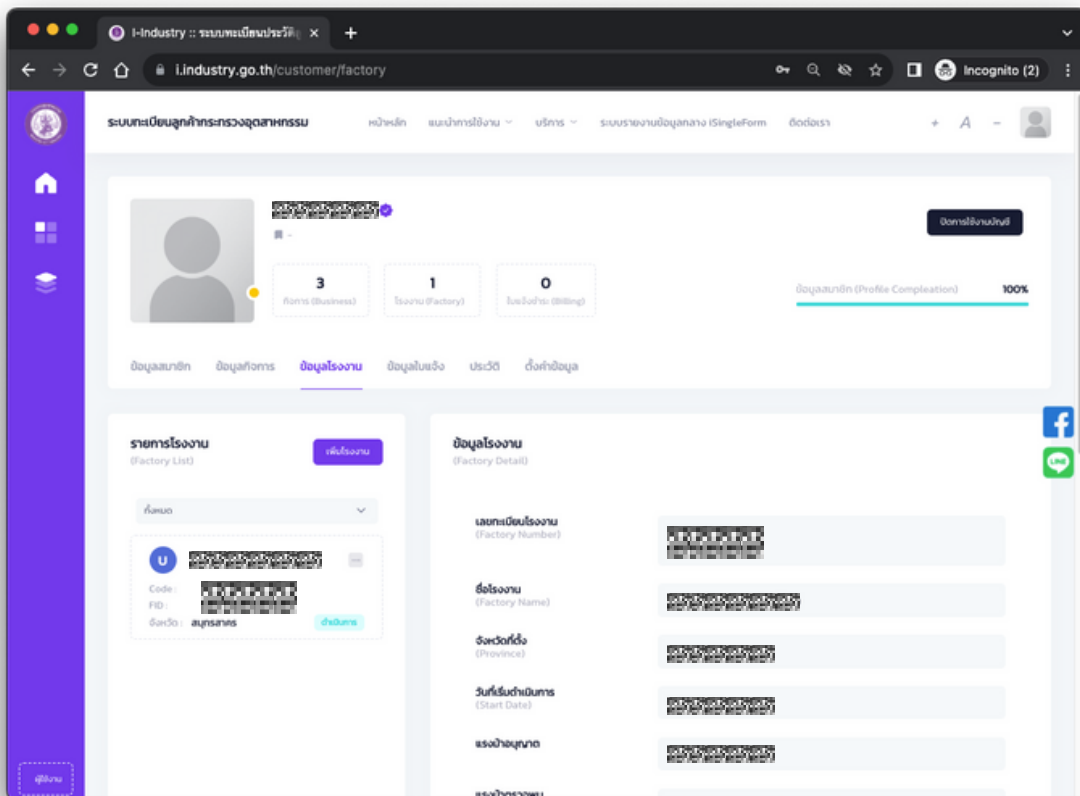 I-Industry :: ระบบทะเบียนประวัติ
i.industry.go.th/customer/factory
Incognito (2)
ระบบทะเบียนลูกค้ากระทรวงอุตสาหกรรม
หน้าหลัก แนะนำการใช้งาน บริการ ระบบรายงานข้อมูลกลาง iSingleForm ติดต่อเรา
+ A -
-
ปิดการใช้งานบัญชี
3 1 0
กิจการ (Business) โรงงาน (Factory) ใบแจ้งชำระ (Billing)
ข้อมูลสมาชิก (Profile Compleation) 100%
ข้อมูลสมาชิก ข้อมูลกิจการ ข้อมูลโรงงาน ข้อมูลใบแจ้ง ประวัติ ตั้งค่าข้อมูล
รายการโรงงาน
(Factory List)
เพิ่มโรงงาน
ทั้งหมด
U
Code :
FID :
จังหวัด : สมุทรสาคร ดำเนินการ
ข้อมูลโรงงาน
(Factory Detail)
เลขทะเบียนโรงงาน
(Factory Number)
ชื่อโรงงาน
(Factory Name)
จังหวัดที่ตั้ง
(Province)
วันที่เริ่มดำเนินการ
(Start Date)
แรงม้าอนุญาต
LINE
ผู้ใช้งาน